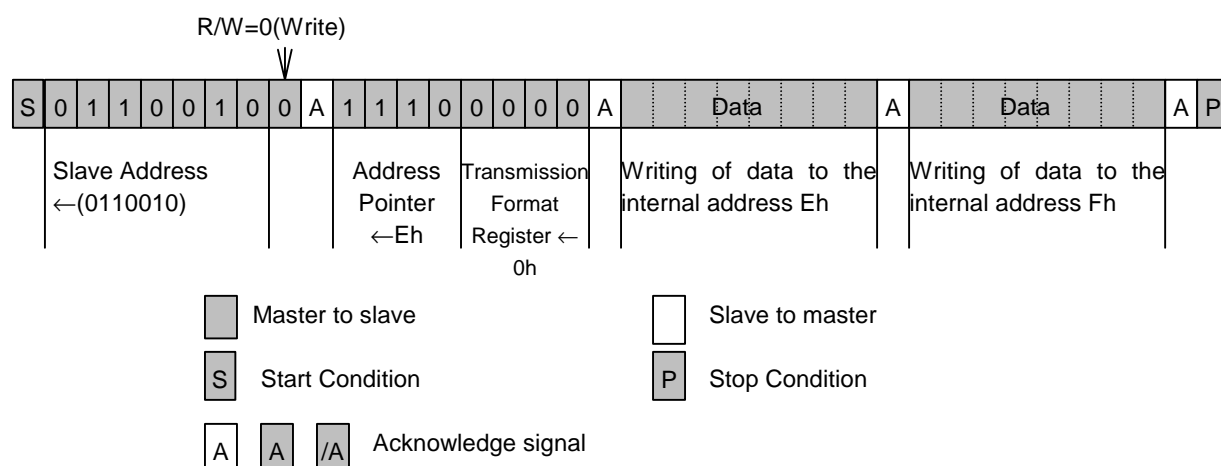 R/W=0(Write)
S 0 1 1 0 0 1 0 0 A 1 1 1 0 0 0 0 0 A Data A Data A P
Slave Address
←(0110010)
Address
Pointer
←Eh
Transmission
Format
Register ←
0h
Writing of data to the
internal address Eh
Writing of data to the
internal address Fh
Master to slave
Slave to master
S Start Condition
P Stop Condition
A A /A Acknowledge signal